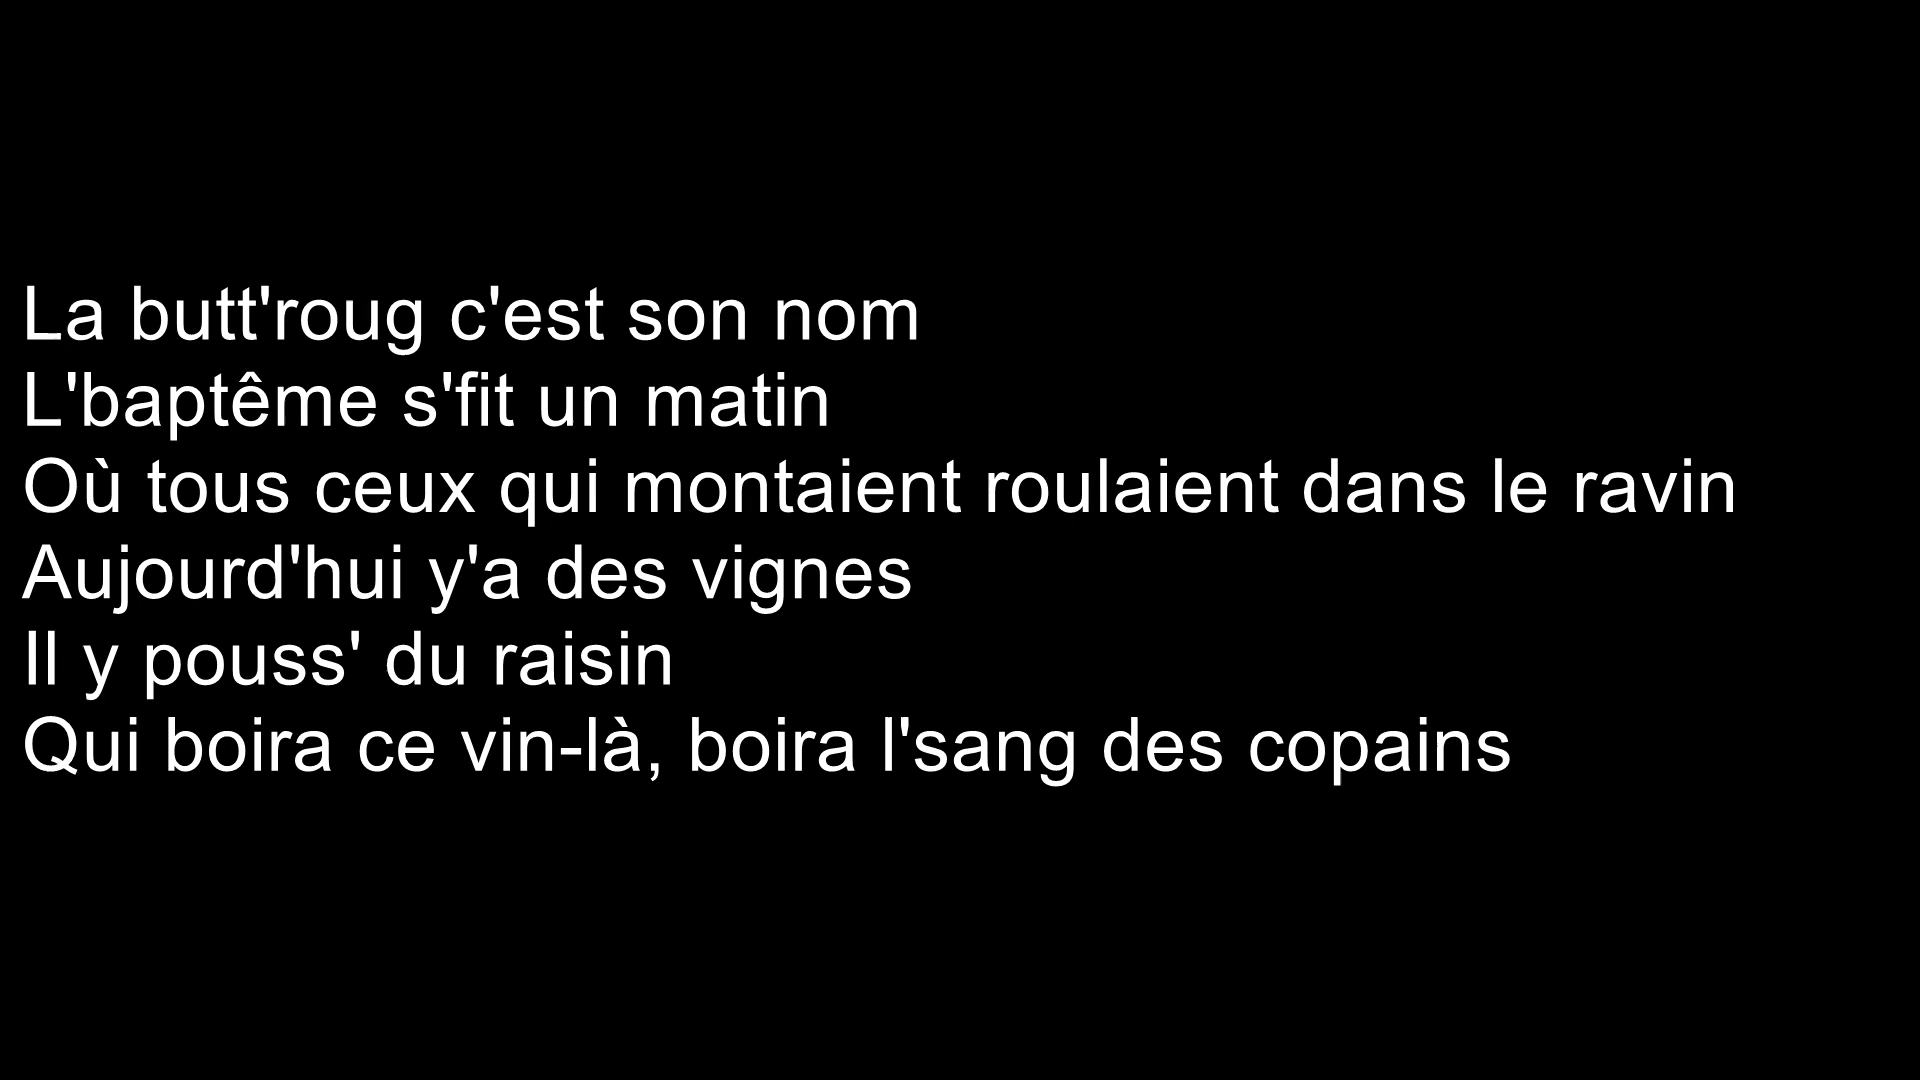 La butt'roug c'est son nom
L'baptême s'fit un matin
Où tous ceux qui montaient roulaient dans le ravin
Aujourd'hui y'a des vignes
Il y pouss' du raisin
Qui boira ce vin-là, boira l'sang des copains